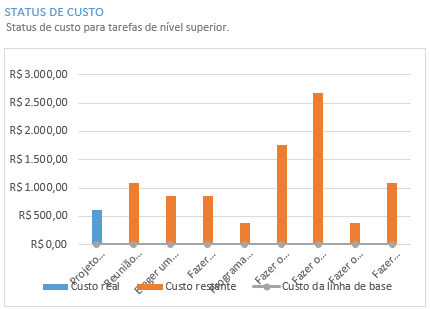 STATUS DE CUSTO
Status de custo para tarefas de nível superior.
R$ 3.000,00
R$ 2.500,00
R$ 2.000,00
R$ 1.500,00
R$ 1.000,00
R$ 500,00
R$ 0,00
Projeto...
Reunião...
Fazer...
Programa...
Fazer o...
Fazer o...
Fazer o...
Fazer...
Custo real
Custo restante
Custo da linha de base